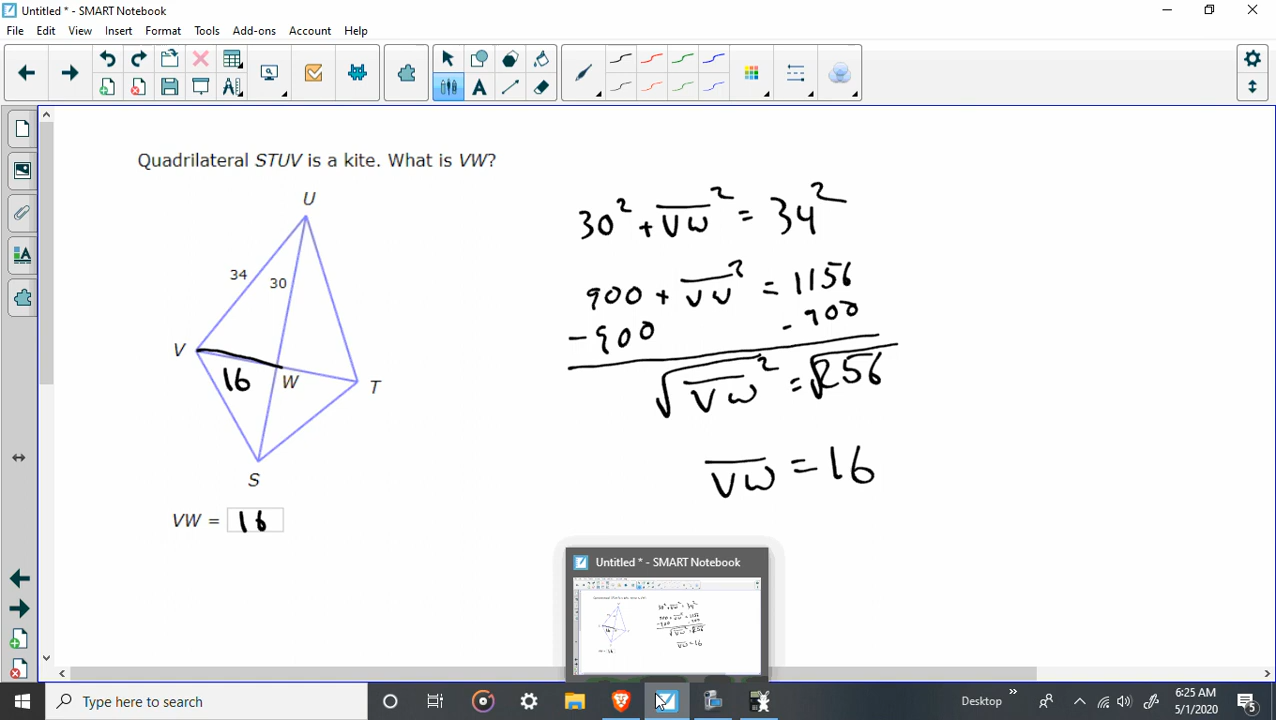 Untitled * - SMART Notebook
File Edit View Insert Format Tools Add-ons Account Help
Quadrilateral STUV is a kite. What is VW?
U
34
30
V
16
W
T
S
VW = 16
30² + VW² = 34²
900 + VW² = 1156
-900 -900
√VW² = √256
VW = 16
Untitled * - SMART Notebook
Type here to search
Desktop
6:25 AM
5/1/2020
5